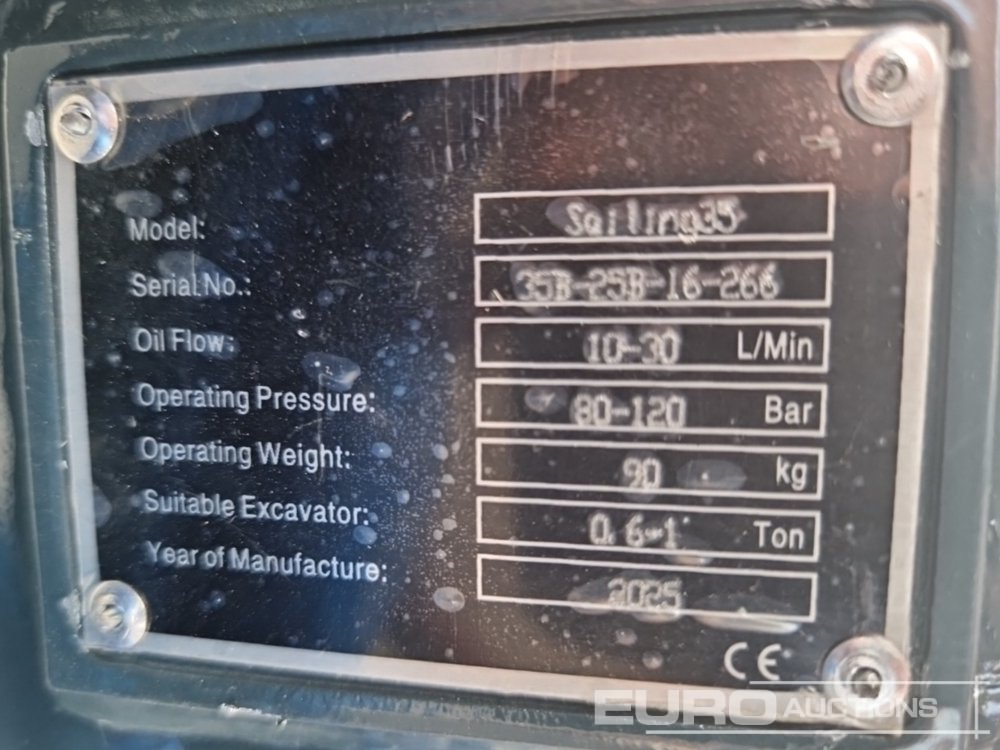 Model: Sailing35
Serial No.: 35B-25B-16-266
Oil Flow: 10-30 L/Min
Operating Pressure: 80-120 Bar
Operating Weight: 90 kg
Suitable Excavator: 0.6-1 Ton
Year of Manufacture: 2025
CE
EURO AUCTIONS